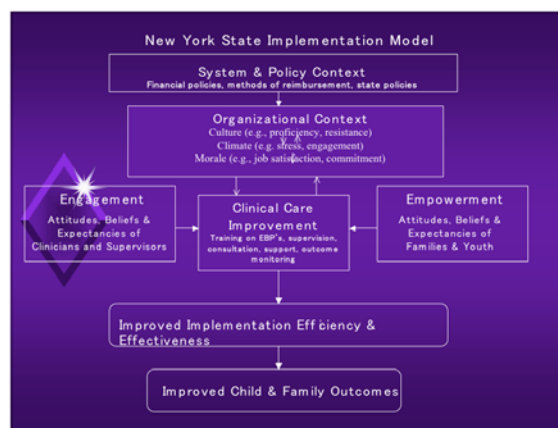 New York State Implementation Model
System & Policy Context
Financial policies, methods of reimbursement, state policies
Organizational Context
Culture (e.g., proficiency, resistance)
Climate (e.g. stress, engagement)
Morale (e.g., job satisfaction, commitment)
Engagement
Attitudes, Beliefs &
Expectancies of
Clinicians and Supervisors
Clinical Care
Improvement
Training on EBP's, supervision,
consultation, support, outcome
monitoring
Empowerment
Attitudes, Beliefs &
Expectancies of
Families & Youth
Improved Implementation Efficiency &
Effectiveness
Improved Child & Family Outcomes